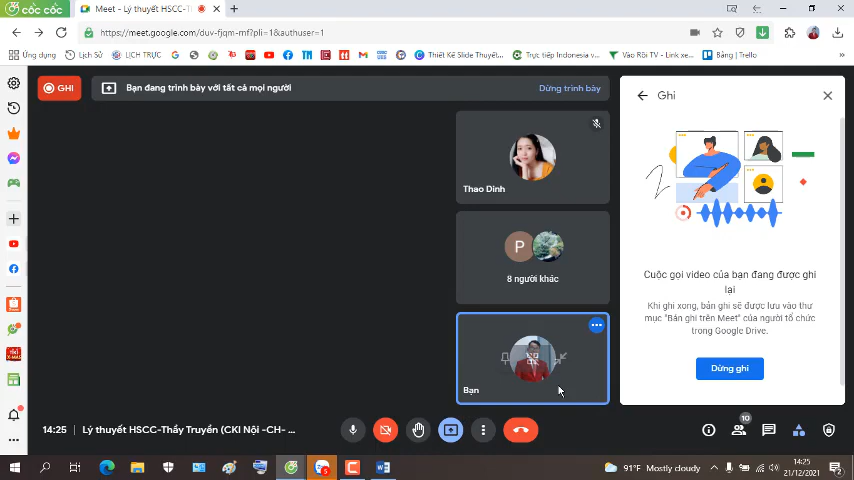 cốc cốc
Meet - Lý thuyết HSCC-T
https://meet.google.com/duv-fjqm-rmf?pli=1&authuser=1
Ứng dụng
Lịch Sử
LỊCH TRỰC
Thiết Kế Slide Thuyết...
Trực tiếp Indonesia v...
Vào Rồi TV - Link xe...
Bảng | Trello
GHI
Bạn đang trình bày với tất cả mọi người
Dừng trình bày
Thao Dinh
P
8 người khác
Bạn
Ghi
Cuộc gọi video của bạn đang được ghi
lại
Khi ghi xong, bản ghi sẽ được lưu vào thư
mục "Bản ghi trên Meet" của người tổ chức
trong Google Drive.
Dừng ghi
14:25
Lý thuyết HSCC-Thầy Truyền (CKI Nội -CH- ...
10
91°F Mostly cloudy
14:25
21/12/2021